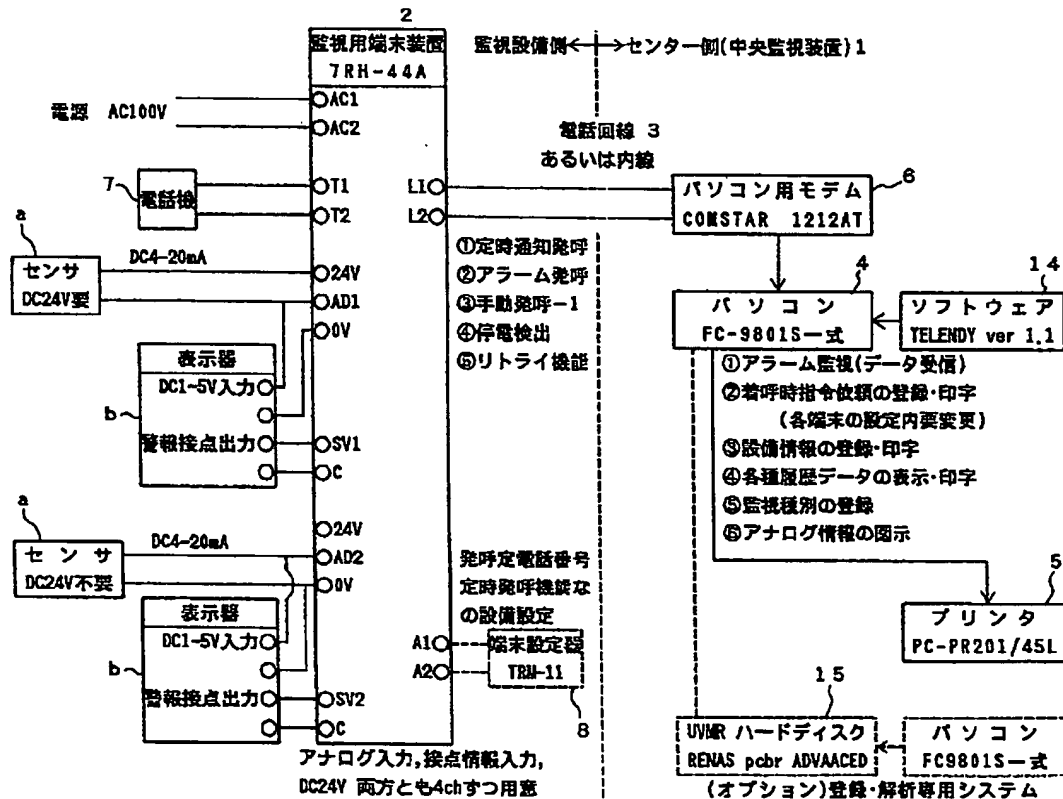 2
監視用端末装置
7RH-44A
監視設備側←→センター側(中央監視装置)1
電源 AC100V
AC1
AC2
電話回線 3
あるいは内線
7
電話機
T1
T2
L1
L2
パソコン用モデム
COMSTAR 1212AT
6
a
センサ
DC24V要
DC4-20mA
24V
AD1
0V
①定時通知発呼
②アラーム発呼
③手動発呼-1
④停電検出
⑤リトライ機能
4
パソコン
FC-9801S一式
14
ソフトウェア
TELENDY ver 1.1
①アラーム監視(データ受信)
②着呼時指令依頼の登録・印字
(各端末の設定内要変更)
③設備情報の登録・印字
④各種履歴データの表示・印字
⑤監視種別の登録
⑥アナログ情報の図示
b
表示器
DC1~5V入力
警報接点出力
SV1
C
a
センサ
DC24V不要
DC4-20mA
24V
AD2
0V
発呼定電話番号
定時発呼機能な
の設備設定
5
プリンタ
PC-PR201/45L
b
表示器
DC1~5V入力
警報接点出力
SV2
C
A1
A2
端末設定器
TRM-11
8
15
UVMR ハードディスク
RENAS pcbr ADVAACED
パソコン
FC9801S一式
(オプション)登録・解析専用システム
アナログ入力,接点情報入力,
DC24V 両方とも4chずつ用意